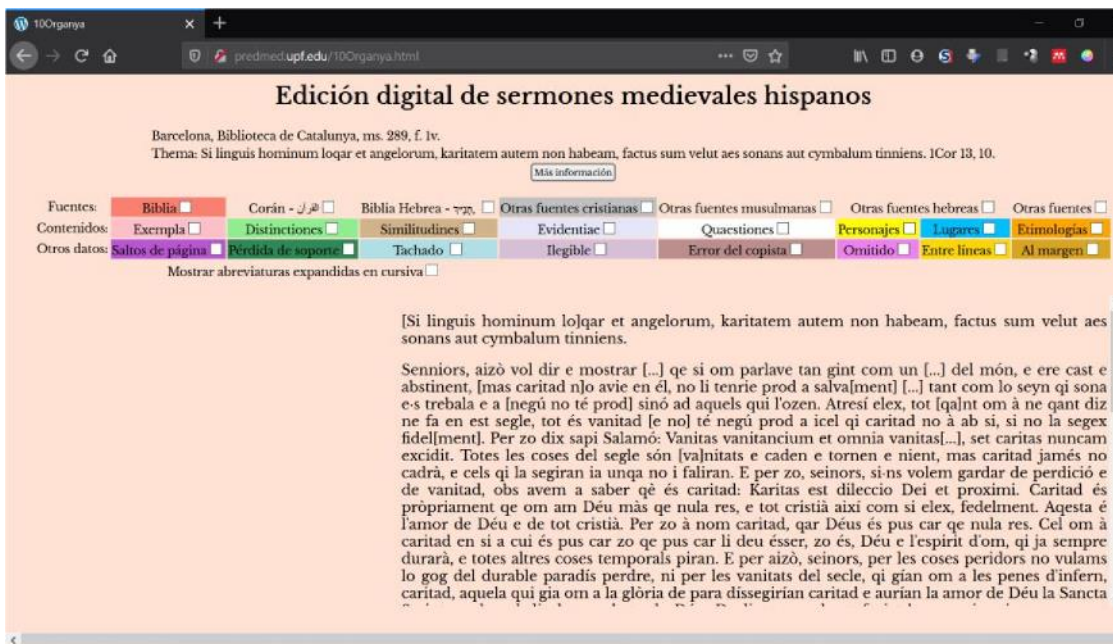 10Organya
predmed.upf.edu/10Organya.html
Edición digital de sermones medievales hispanos
Barcelona, Biblioteca de Catalunya, ms. 289, f. 1v.
Thema: Si linguis hominum loqar et angelorum, karitatem autem non habeam, factus sum velut aes sonans aut cymbalum tinniens. 1Cor 13, 10.
Más información
Fuentes: Biblia Corán - القرآن Biblia Hebrea - Otras fuentes cristianas Otras fuentes musulmanas Otras fuentes hebreas Otras fuentes
Contenidos: Exempla Distinctiones Similitudines Evidentiae Quaestiones Personajes Lugares Etimologías
Otros datos: Saltos de página Pérdida de soporte Tachado Ilegible Error del copista Omitido Entre líneas Al margen
Mostrar abreviaturas expandidas en cursiva
[Si linguis hominum lo]qar et angelorum, karitatem autem non habeam, factus sum velut aes
sonans aut cymbalum tinniens.
Senniors, aizò vol dir e mostrar [...] qe si om parlave tan gint com un [...] del món, e ere cast e
abstinent, [mas caritad n]o avie en él, no li tenrie prod a salva[ment] [...] tant com lo seyn qi sona
e·s trebala e a [negú no té prod] sinó ad aquels qui l'ozen. Atresí elex, tot [qa]nt om à ne qant diz
ne fa en est segle, tot és vanitad [e no] té negú prod a icel qi caritad no à ab si, si no la segex
fidel[ment]. Per zo dix sapi Salamó: Vanitas vanitancium et omnia vanitas[...], set caritas nuncam
excidit. Totes les coses del segle són [va]nitats e caden e tornen e nient, mas caritad jamés no
cadrà, e cels qi la segiran ia unqa no i faliran. E per zo, seinors, si·ns volem gardar de perdició e
de vanitad, obs avem a saber qè és caritad: Karitas est dileccio Dei et proximi. Caritad és
pròpriament qe om am Déu màs qe nula res, e tot cristià així com si elex, fedelment. Aqesta é
l'amor de Déu e de tot cristià. Per zo à nom caritad, qar Déus és pus car qe nula res. Cel om à
caritad en si a cui és pus car zo qe pus car li deu ésser, zo és, Déu e l'espirit d'om, qi ja sempre
durarà, e totes altres coses temporals piran. E per aizò, seinors, per les coses peridors no vulams
lo gog del durable paradís perdre, ni per les vanitats del secle, qi gían om a les penes d'infern,
caritad, aquela qui gia om a la glòria de para díssegirían caritad e aurían la amor de Déu la Sancta